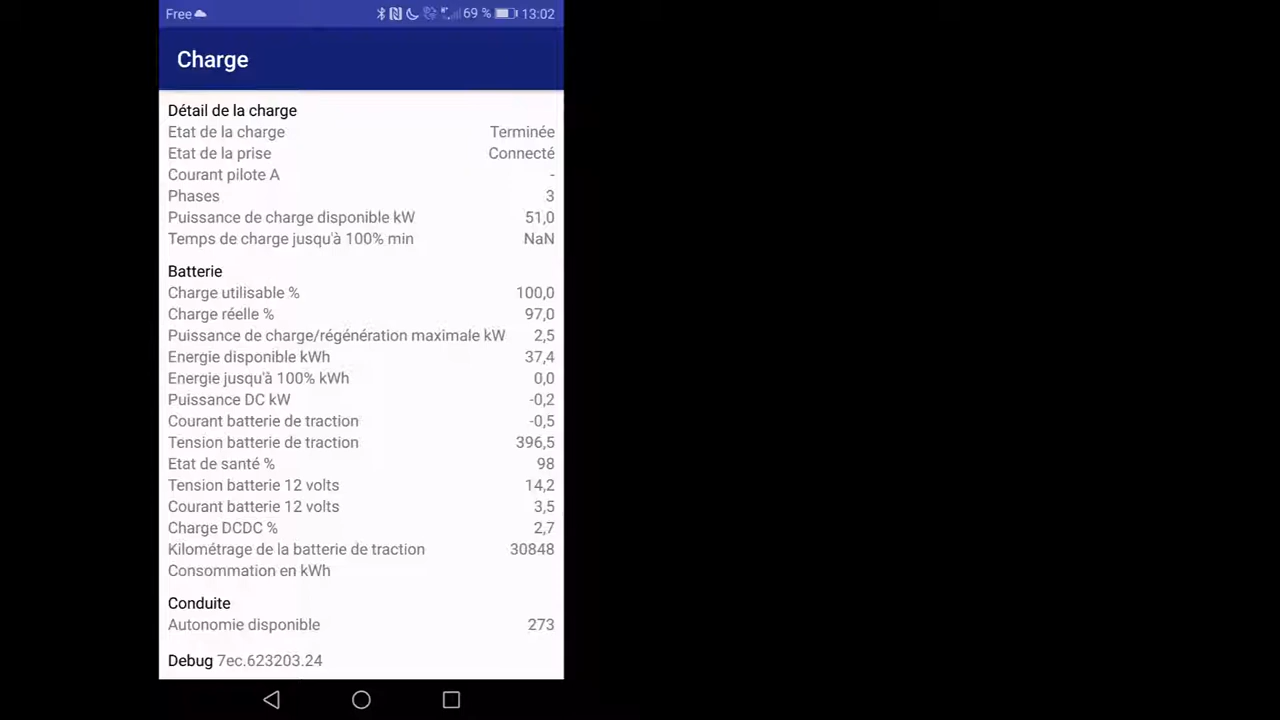 Free 69 % 13:02
Charge
Détail de la charge
Etat de la charge Terminée
Etat de la prise Connecté
Courant pilote A -
Phases 3
Puissance de charge disponible kW 51,0
Temps de charge jusqu'à 100% min NaN
Batterie
Charge utilisable % 100,0
Charge réelle % 97,0
Puissance de charge/régénération maximale kW 2,5
Energie disponible kWh 37,4
Energie jusqu'à 100% kWh 0,0
Puissance DC kW -0,2
Courant batterie de traction -0,5
Tension batterie de traction 396,5
Etat de santé % 98
Tension batterie 12 volts 14,2
Courant batterie 12 volts 3,5
Charge DCDC % 2,7
Kilométrage de la batterie de traction 30848
Consommation en kWh
Conduite
Autonomie disponible 273
Debug 7ec.623203.24